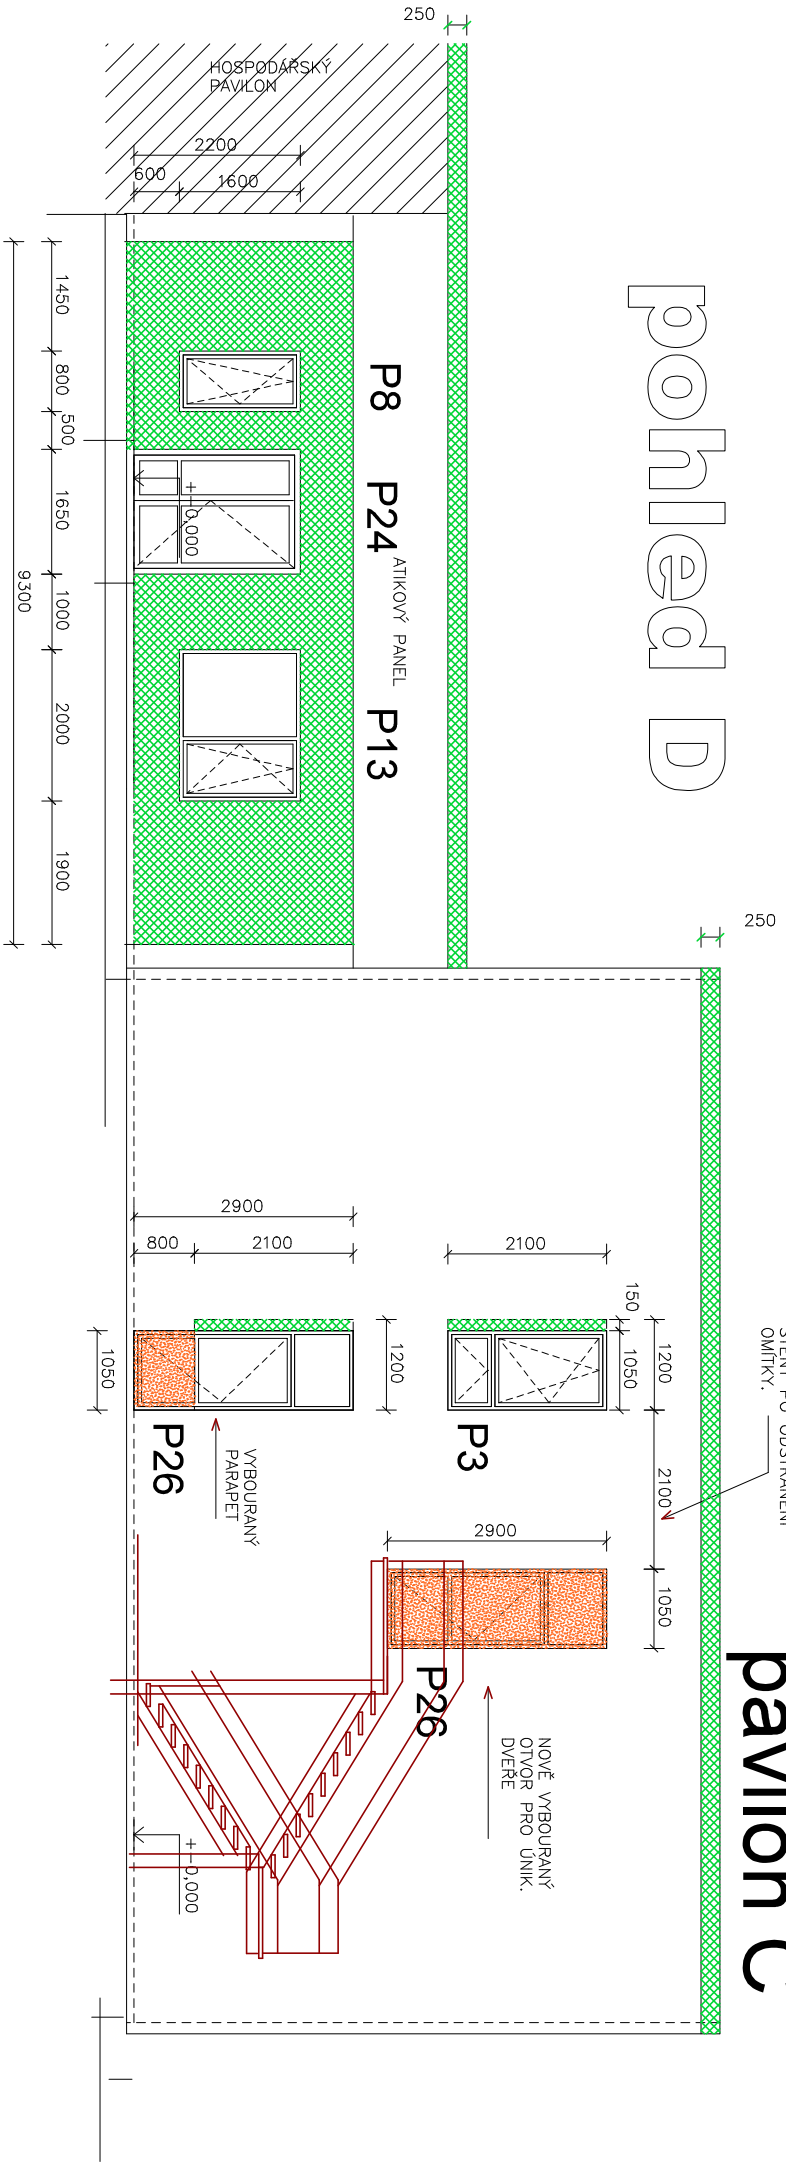 pohled D
pavilon C
250
250
HOSPODÁŘSKÝ
PAVILON
2200
600
1600
P8
P24
ATIKOVÝ PANEL
P13
+-0,000
1450
800
500
1650
1000
2000
1900
9300
OMÍTKY.
2900
800
2100
2100
150
1050
1200
1200
1050
P26
P3
VYBOURANÝ
PARAPET
2100
2900
1050
P26
NOVĚ VYBOURANÝ
OTVOR PRO ÚNIK.
DVEŘE
+-0,000